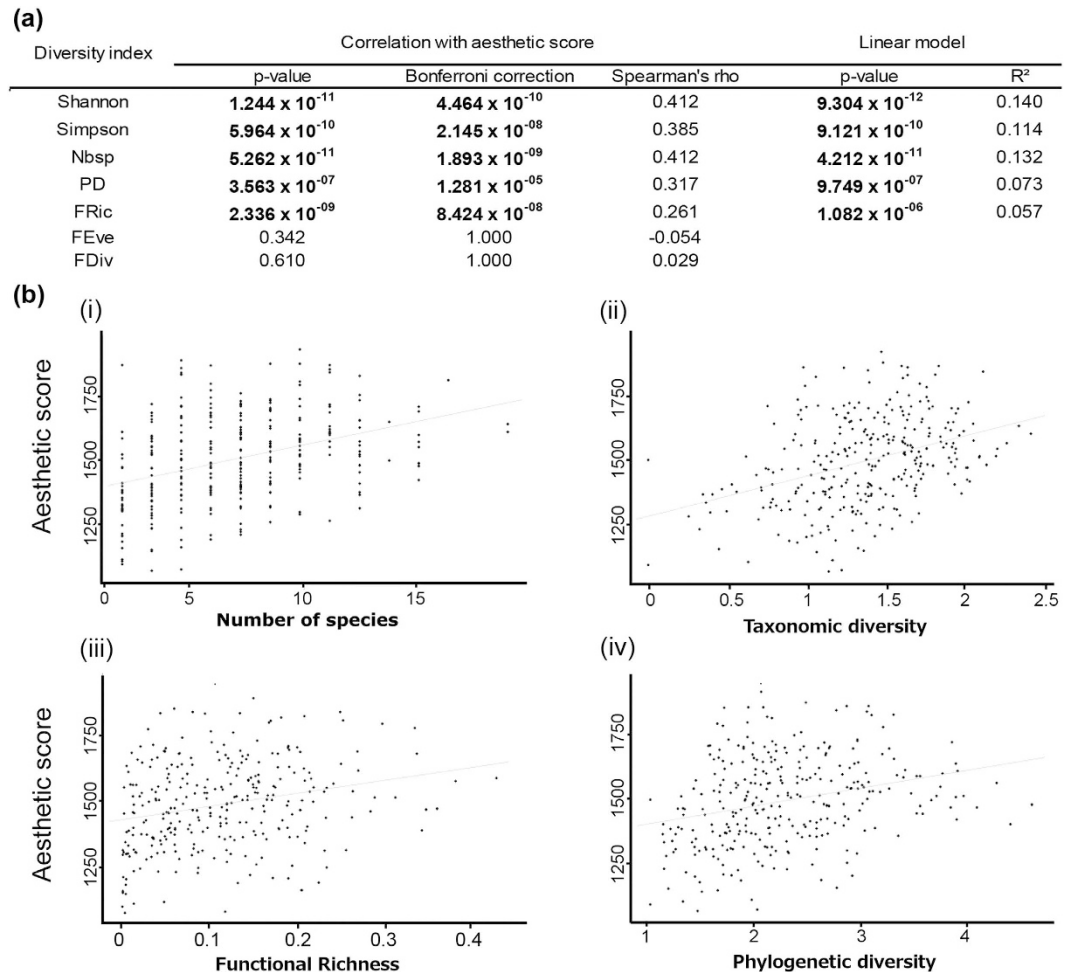 (a)
Diversity index Correlation with aesthetic score Linear model
p-value Bonferroni correction Spearman's rho p-value R²
Shannon 1.244 x 10⁻¹¹ 4.464 x 10⁻¹⁰ 0.412 9.304 x 10⁻¹² 0.140
Simpson 5.964 x 10⁻¹⁰ 2.145 x 10⁻⁰⁸ 0.385 9.121 x 10⁻¹⁰ 0.114
Nbsp 5.262 x 10⁻¹¹ 1.893 x 10⁻⁰⁹ 0.412 4.212 x 10⁻¹¹ 0.132
PD 3.563 x 10⁻⁰⁷ 1.281 x 10⁻⁰⁵ 0.317 9.749 x 10⁻⁰⁷ 0.073
FRic 2.336 x 10⁻⁰⁹ 8.424 x 10⁻⁰⁸ 0.261 1.082 x 10⁻⁰⁶ 0.057
FEve 0.342 1.000 -0.054
FDiv 0.610 1.000 0.029
(b)
(i)
Aesthetic score
1750
1500
1250
0 5 10 15
Number of species
(ii)
1750
1500
1250
0 0.5 1 1.5 2 2.5
Taxonomic diversity
(iii)
Aesthetic score
1750
1500
1250
0 0.1 0.2 0.3 0.4
Functional Richness
(iv)
1750
1500
1250
1 2 3 4
Phylogenetic diversity